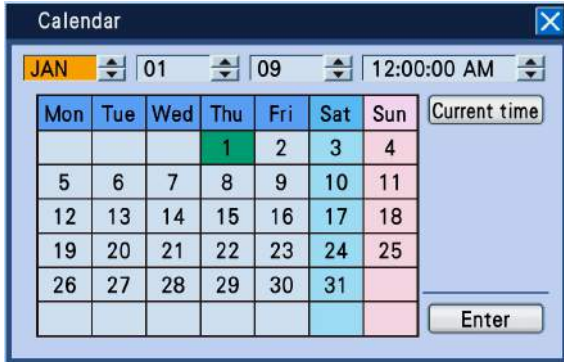 Calendar
JAN 01 09 12:00:00 AM
Mon Tue Wed Thu Fri Sat Sun Current time
1 2 3 4
5 6 7 8 9 10 11
12 13 14 15 16 17 18
19 20 21 22 23 24 25
26 27 28 29 30 31
Enter